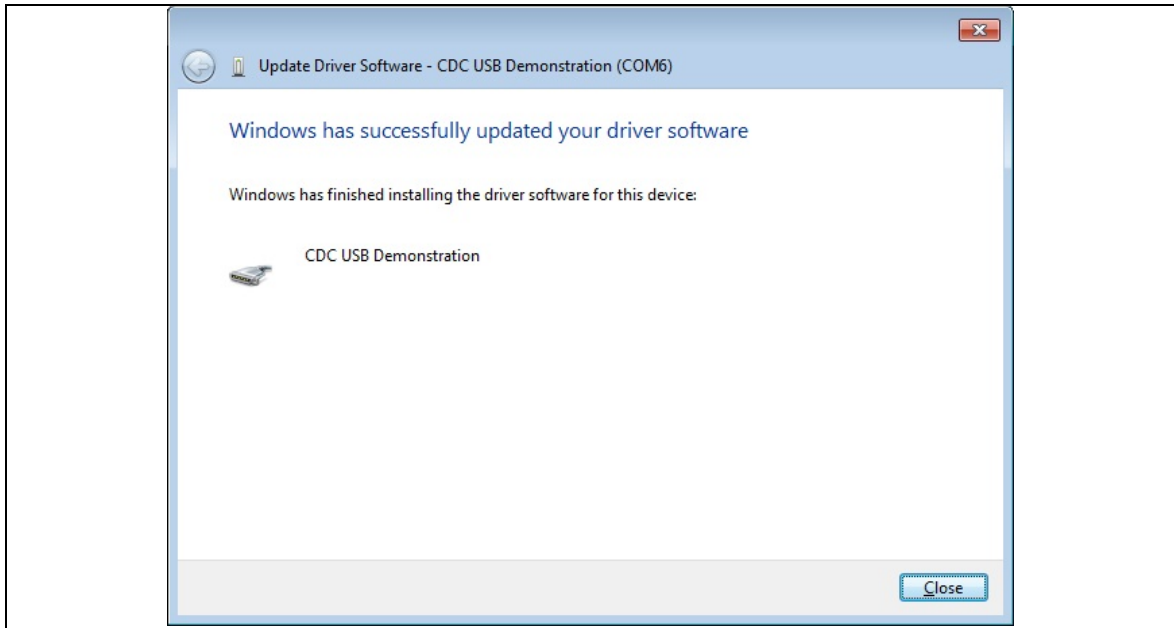 Update Driver Software - CDC USB Demonstration (COM6)
Windows has successfully updated your driver software
Windows has finished installing the driver software for this device:
CDC USB Demonstration
Close